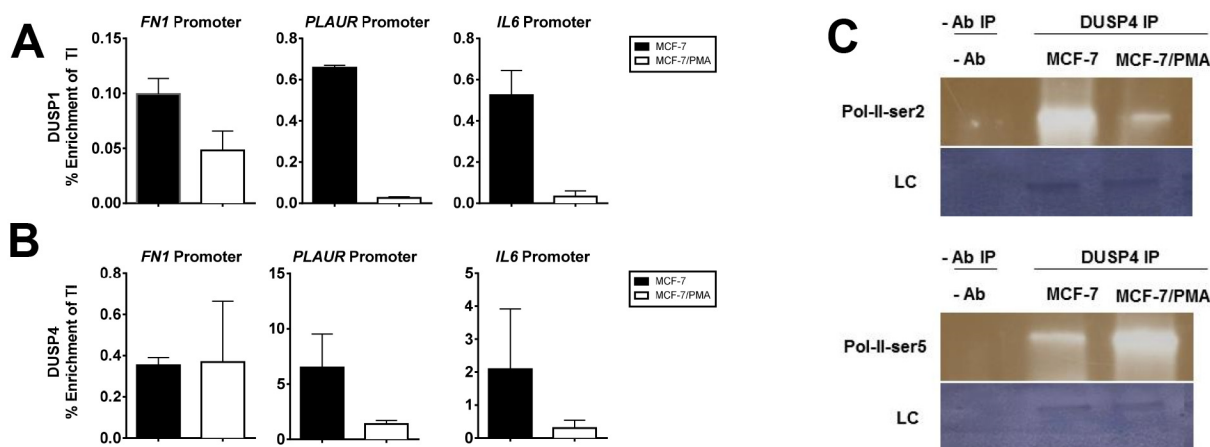 A
FN1 Promoter
PLAUR Promoter
IL6 Promoter
DUSP1
% Enrichment of TI
0.15
0.10
0.05
0.00
0.8
0.6
0.4
0.2
0.0
0.8
0.6
0.4
0.2
0.0
MCF-7
MCF-7/PMA
B
FN1 Promoter
PLAUR Promoter
IL6 Promoter
DUSP4
% Enrichment of TI
0.8
0.6
0.4
0.2
0.0
15
10
5
0
5
4
3
2
1
0
MCF-7
MCF-7/PMA
C
- Ab IP
DUSP4 IP
- Ab
MCF-7
MCF-7/PMA
Pol-II-ser2
LC
- Ab IP
DUSP4 IP
- Ab
MCF-7
MCF-7/PMA
Pol-II-ser5
LC